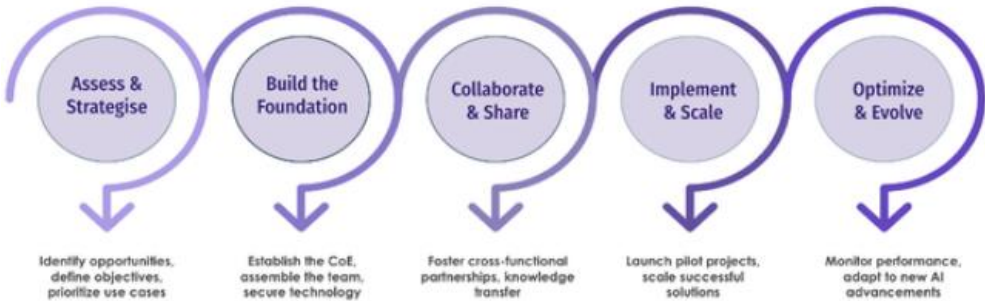 Assess &
Strategise
Build the
Foundation
Collaborate
& Share
Implement
& Scale
Optimize
& Evolve
Identify opportunities,
define objectives,
prioritize use cases
Establish the CoE,
assemble the team,
secure technology
Foster cross-functional
partnerships, knowledge
transfer
Launch pilot projects,
scale successful
solutions
Monitor performance,
adapt to new AI
advancements